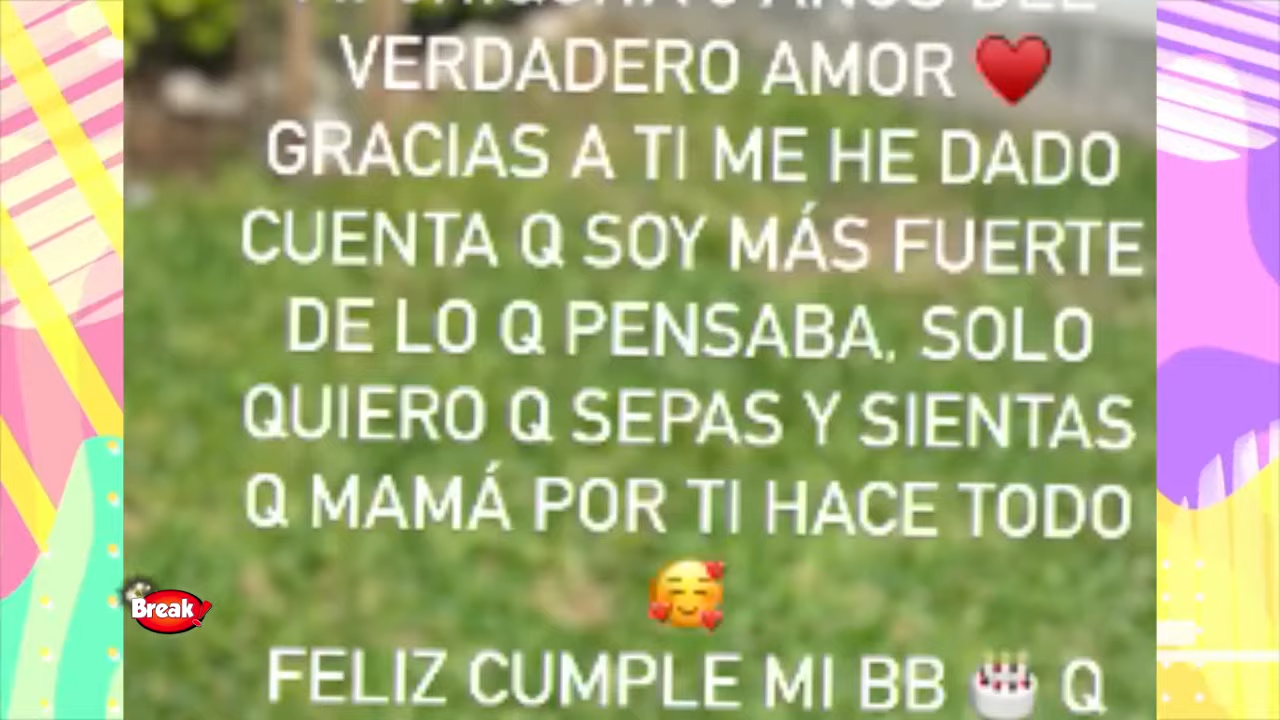 VERDADERO AMOR ❤️
GRACIAS A TI ME HE DADO
CUENTA Q SOY MÁS FUERTE
DE LO Q PENSABA, SOLO
QUIERO Q SEPAS Y SIENTAS
Q MAMÁ POR TI HACE TODO
🥰
FELIZ CUMPLE MI BB 🎂 Q
Break!